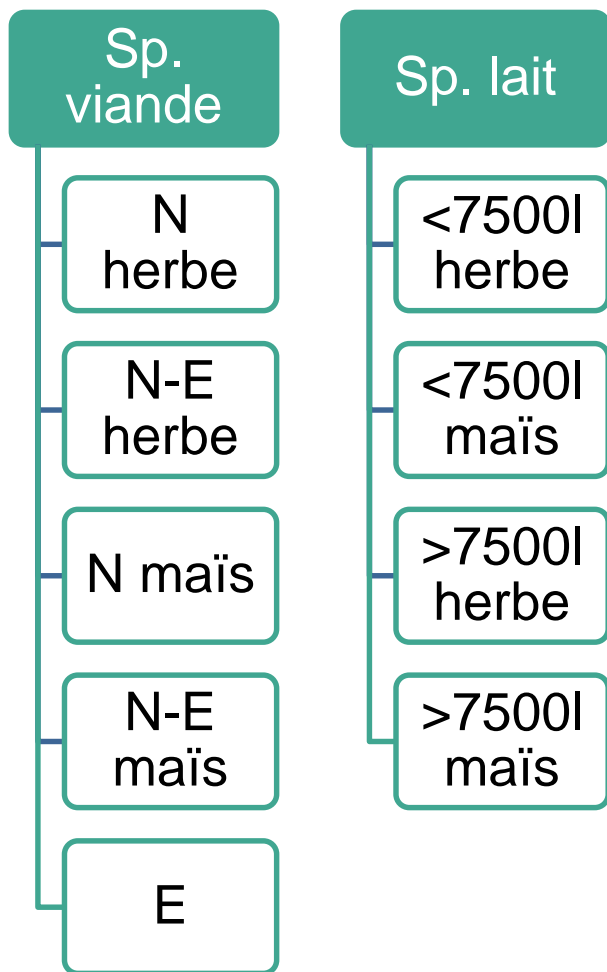 Sp.
viande
N
herbe
N-E
herbe
N maïs
N-E
maïs
E
Sp. lait
<7500l
herbe
<7500l
maïs
>7500l
herbe
>7500l
maïs